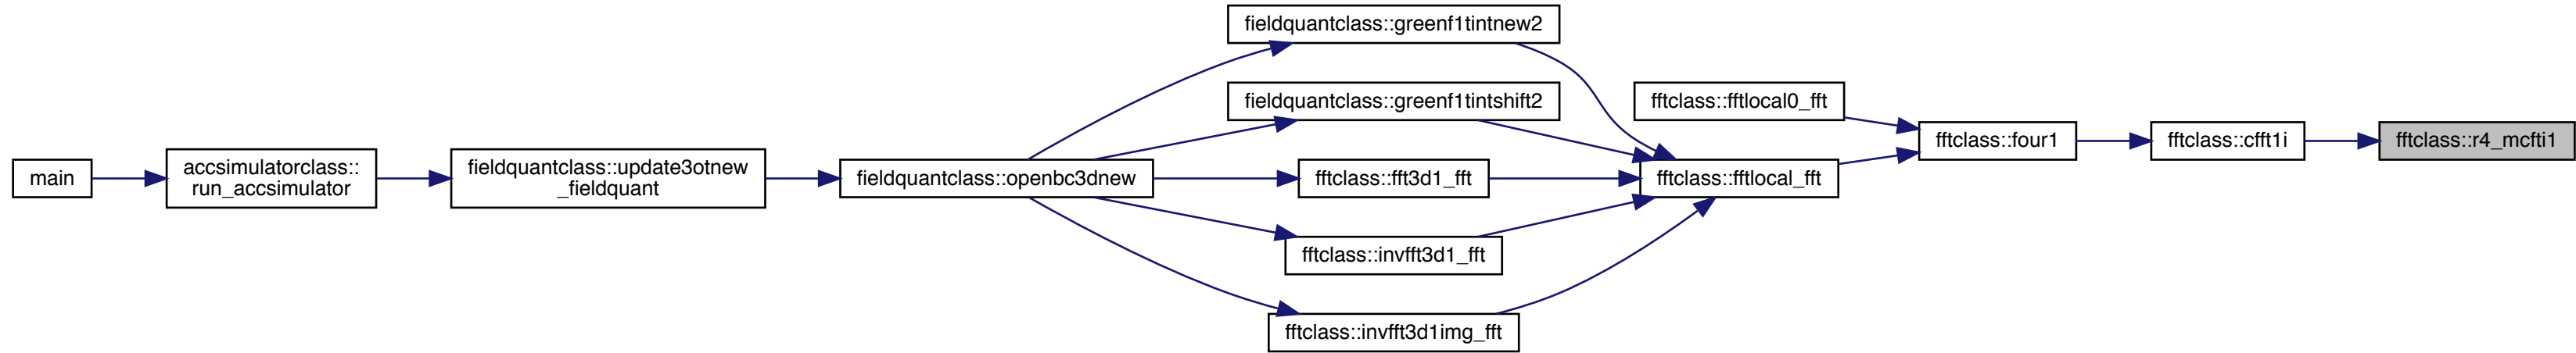 main
accsimulatorclass::
run_accsimulator
fieldquantclass::update3otnew
_fieldquant
fieldquantclass::openbc3dnew
fieldquantclass::greenf1tintnew2
fieldquantclass::greenf1tintshift2
fftclass::fft3d1_fft
fftclass::invfft3d1_fft
fftclass::invfft3d1img_fft
fftclass::fftlocal0_fft
fftclass::fftlocal_fft
fftclass::four1
fftclass::cfft1i
fftclass::r4_mcfti1